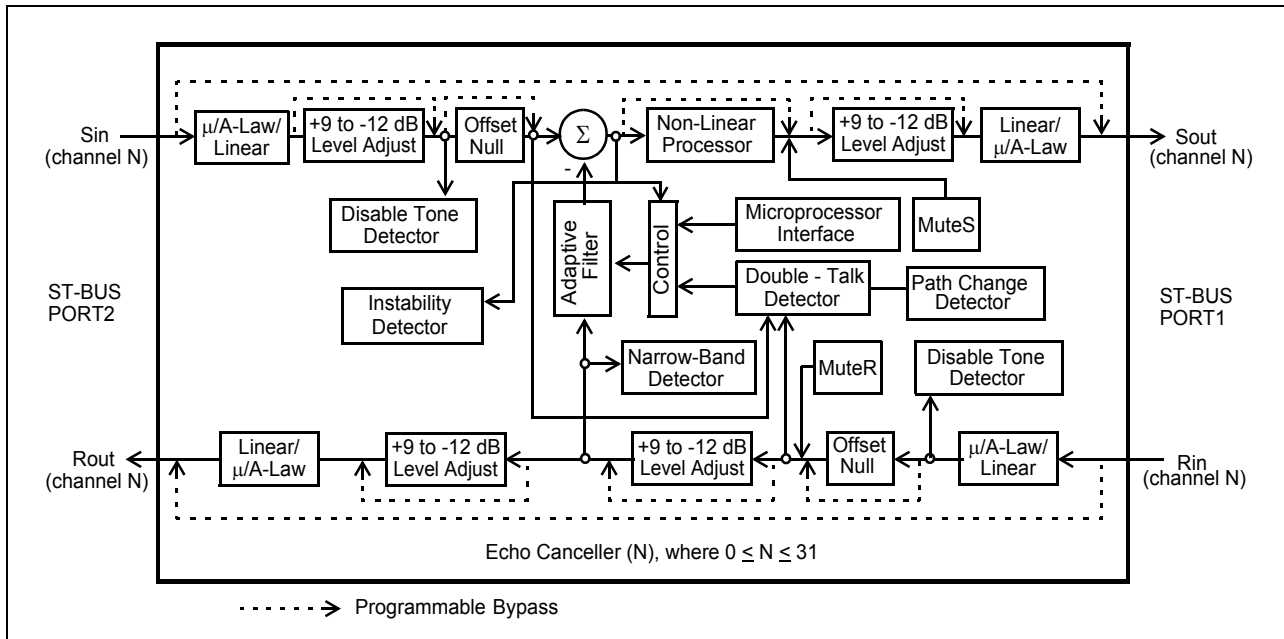 Sin
(channel N)
μ/A-Law/
Linear
+9 to -12 dB
Level Adjust
Offset
Null
Σ
-
Non-Linear
Processor
+9 to -12 dB
Level Adjust
Linear/
μ/A-Law
Sout
(channel N)
Disable Tone
Detector
Adaptive
Filter
Control
Microprocessor
Interface
MuteS
ST-BUS
PORT2
Instability
Detector
Double - Talk
Detector
Path Change
Detector
ST-BUS
PORT1
Narrow-Band
Detector
MuteR
Disable Tone
Detector
Rout
(channel N)
Linear/
μ/A-Law
+9 to -12 dB
Level Adjust
+9 to -12 dB
Level Adjust
Offset
Null
μ/A-Law/
Linear
Rin
(channel N)
Echo Canceller (N), where 0 ≤ N ≤ 31
Programmable Bypass